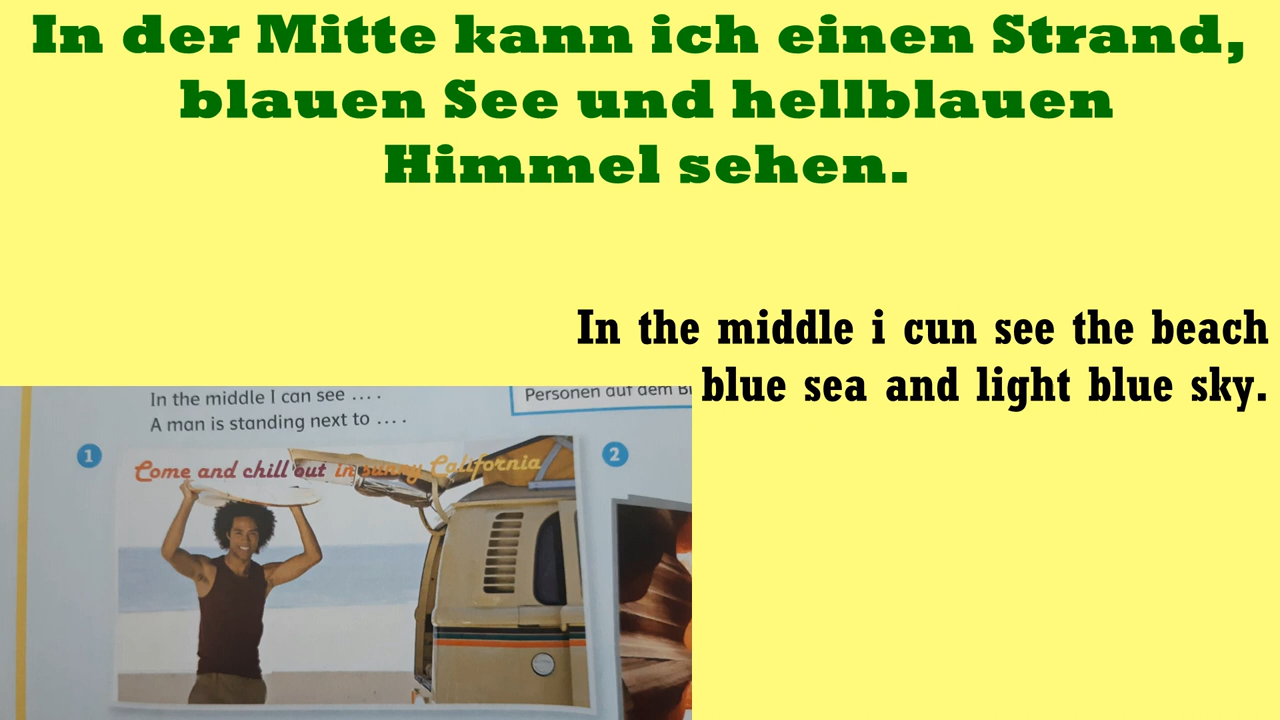 In der Mitte kann ich einen Strand,
blauen See und hellblauen
Himmel sehen.
In the middle i cun see the beach
blue sea and light blue sky.
In the middle I can see ....
A man is standing next to ....
Personen auf dem
1
Come and chill out in sunny California
2